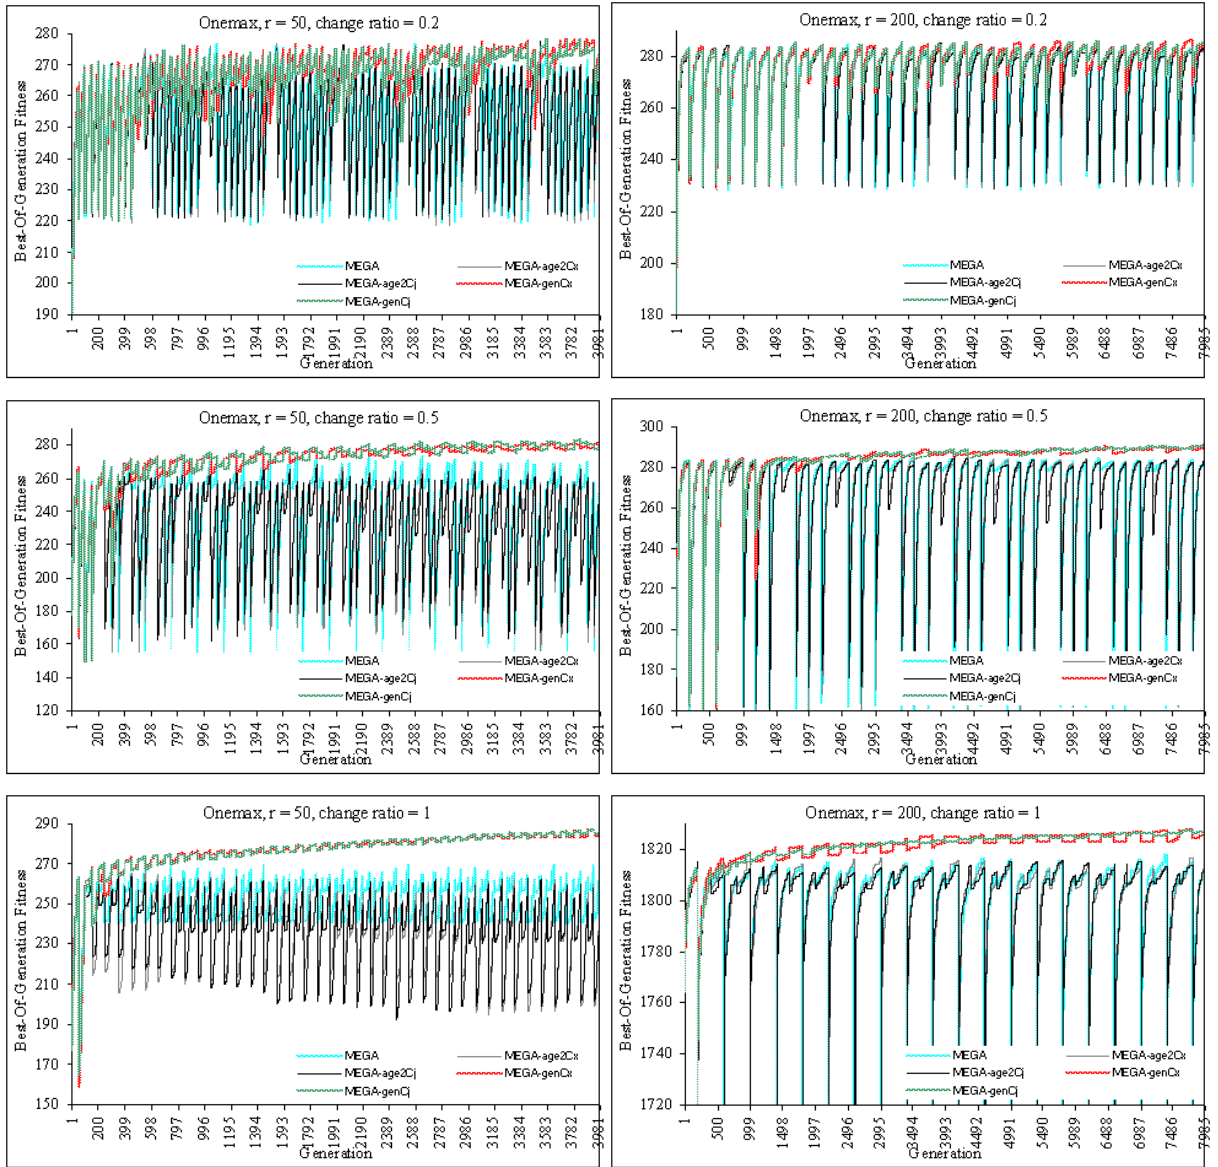 Onemax, r = 50, change ratio = 0.2
Best-Of-Generation Fitness
280
270
260
250
240
230
220
210
200
190
MEGA
MEGA-age2Cx
MEGA-age2Cj
MEGA-genCx
MEGA-genCj
1 200 399 598 797 996 1195 1394 1593 1792 1991 2190 2389 2588 2787 2986 3185 3384 3583 3782 3981
Generation
Onemax, r = 200, change ratio = 0.2
Best-Of-Generation Fitness
280
260
240
220
200
180
MEGA
MEGA-age2Cx
MEGA-age2Cj
MEGA-genCx
MEGA-genCj
1 500 999 1498 1997 2496 2995 3494 3993 4492 4991 5490 5989 6488 6987 7486 7985
Generation
Onemax, r = 50, change ratio = 0.5
Best-Of-Generation Fitness
280
260
240
220
200
180
160
140
120
MEGA
MEGA-age2Cx
MEGA-age2Cj
MEGA-genCx
MEGA-genCj
1 200 399 598 797 996 1195 1394 1593 1792 1991 2190 2389 2588 2787 2986 3185 3384 3583 3782 3981
Generation
Onemax, r = 200, change ratio = 0.5
Best-Of-Generation Fitness
300
280
260
240
220
200
180
160
MEGA
MEGA-age2Cx
MEGA-age2Cj
MEGA-genCx
MEGA-genCj
1 500 999 1498 1997 2496 2995 3494 3993 4492 4991 5490 5989 6488 6987 7486 7985
Generation
Onemax, r = 50, change ratio = 1
Best-Of-Generation Fitness
290
270
250
230
210
190
170
150
MEGA
MEGA-age2Cx
MEGA-age2Cj
MEGA-genCx
MEGA-genCj
1 200 399 598 797 996 1195 1394 1593 1792 1991 2190 2389 2588 2787 2986 3185 3384 3583 3782 3981
Generation
Onemax, r = 200, change ratio = 1
Best-Of-Generation Fitness
1820
1800
1780
1760
1740
1720
MEGA
MEGA-age2Cx
MEGA-age2Cj
MEGA-genCx
MEGA-genCj
1 500 999 1498 1997 2496 2995 3494 3993 4492 4991 5490 5989 6488 6987 7486 7985
Generation